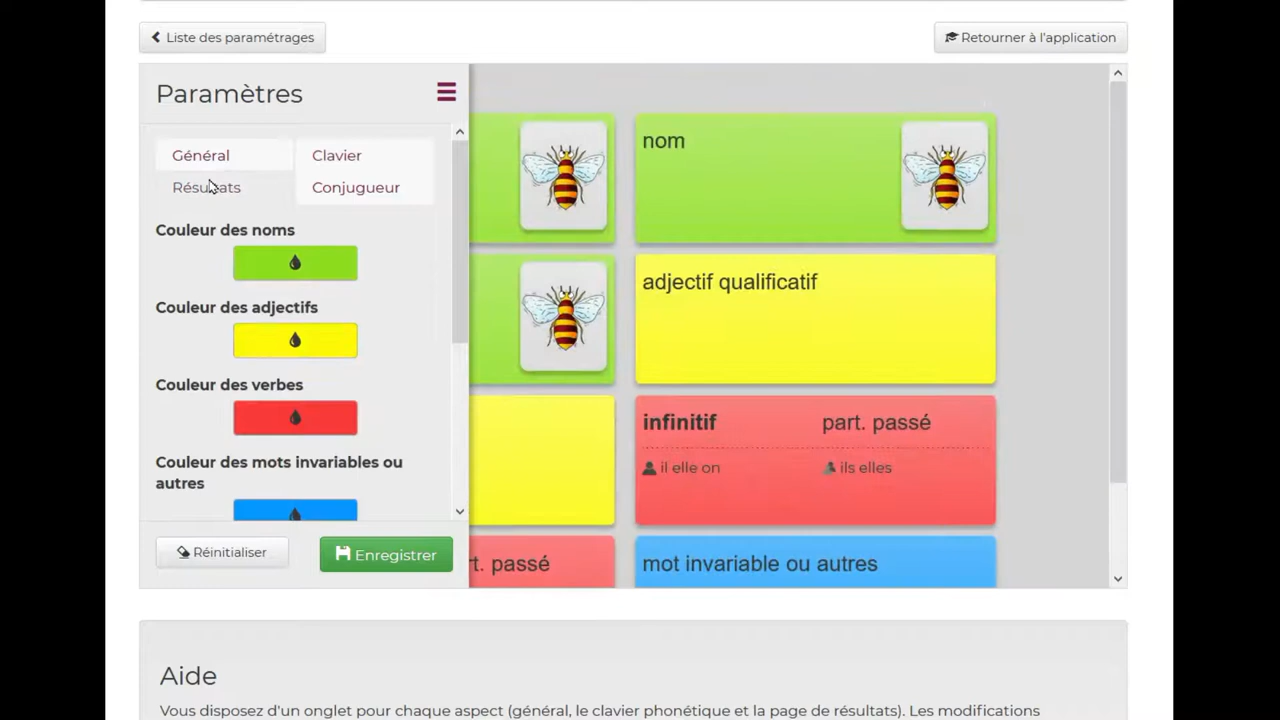 Liste des paramétrages
Retourner à l'application
Paramètres
Général
Clavier
Résultats
Conjugueur
Couleur des noms
Couleur des adjectifs
Couleur des verbes
Couleur des mots invariables ou
autres
Réinitialiser
Enregistrer
nom
adjectif qualificatif
infinitif part. passé
il elle on ils elles
rt. passé
mot invariable ou autres
Aide
Vous disposez d'un onglet pour chaque aspect (général, le clavier phonétique et la page de résultats). Les modifications